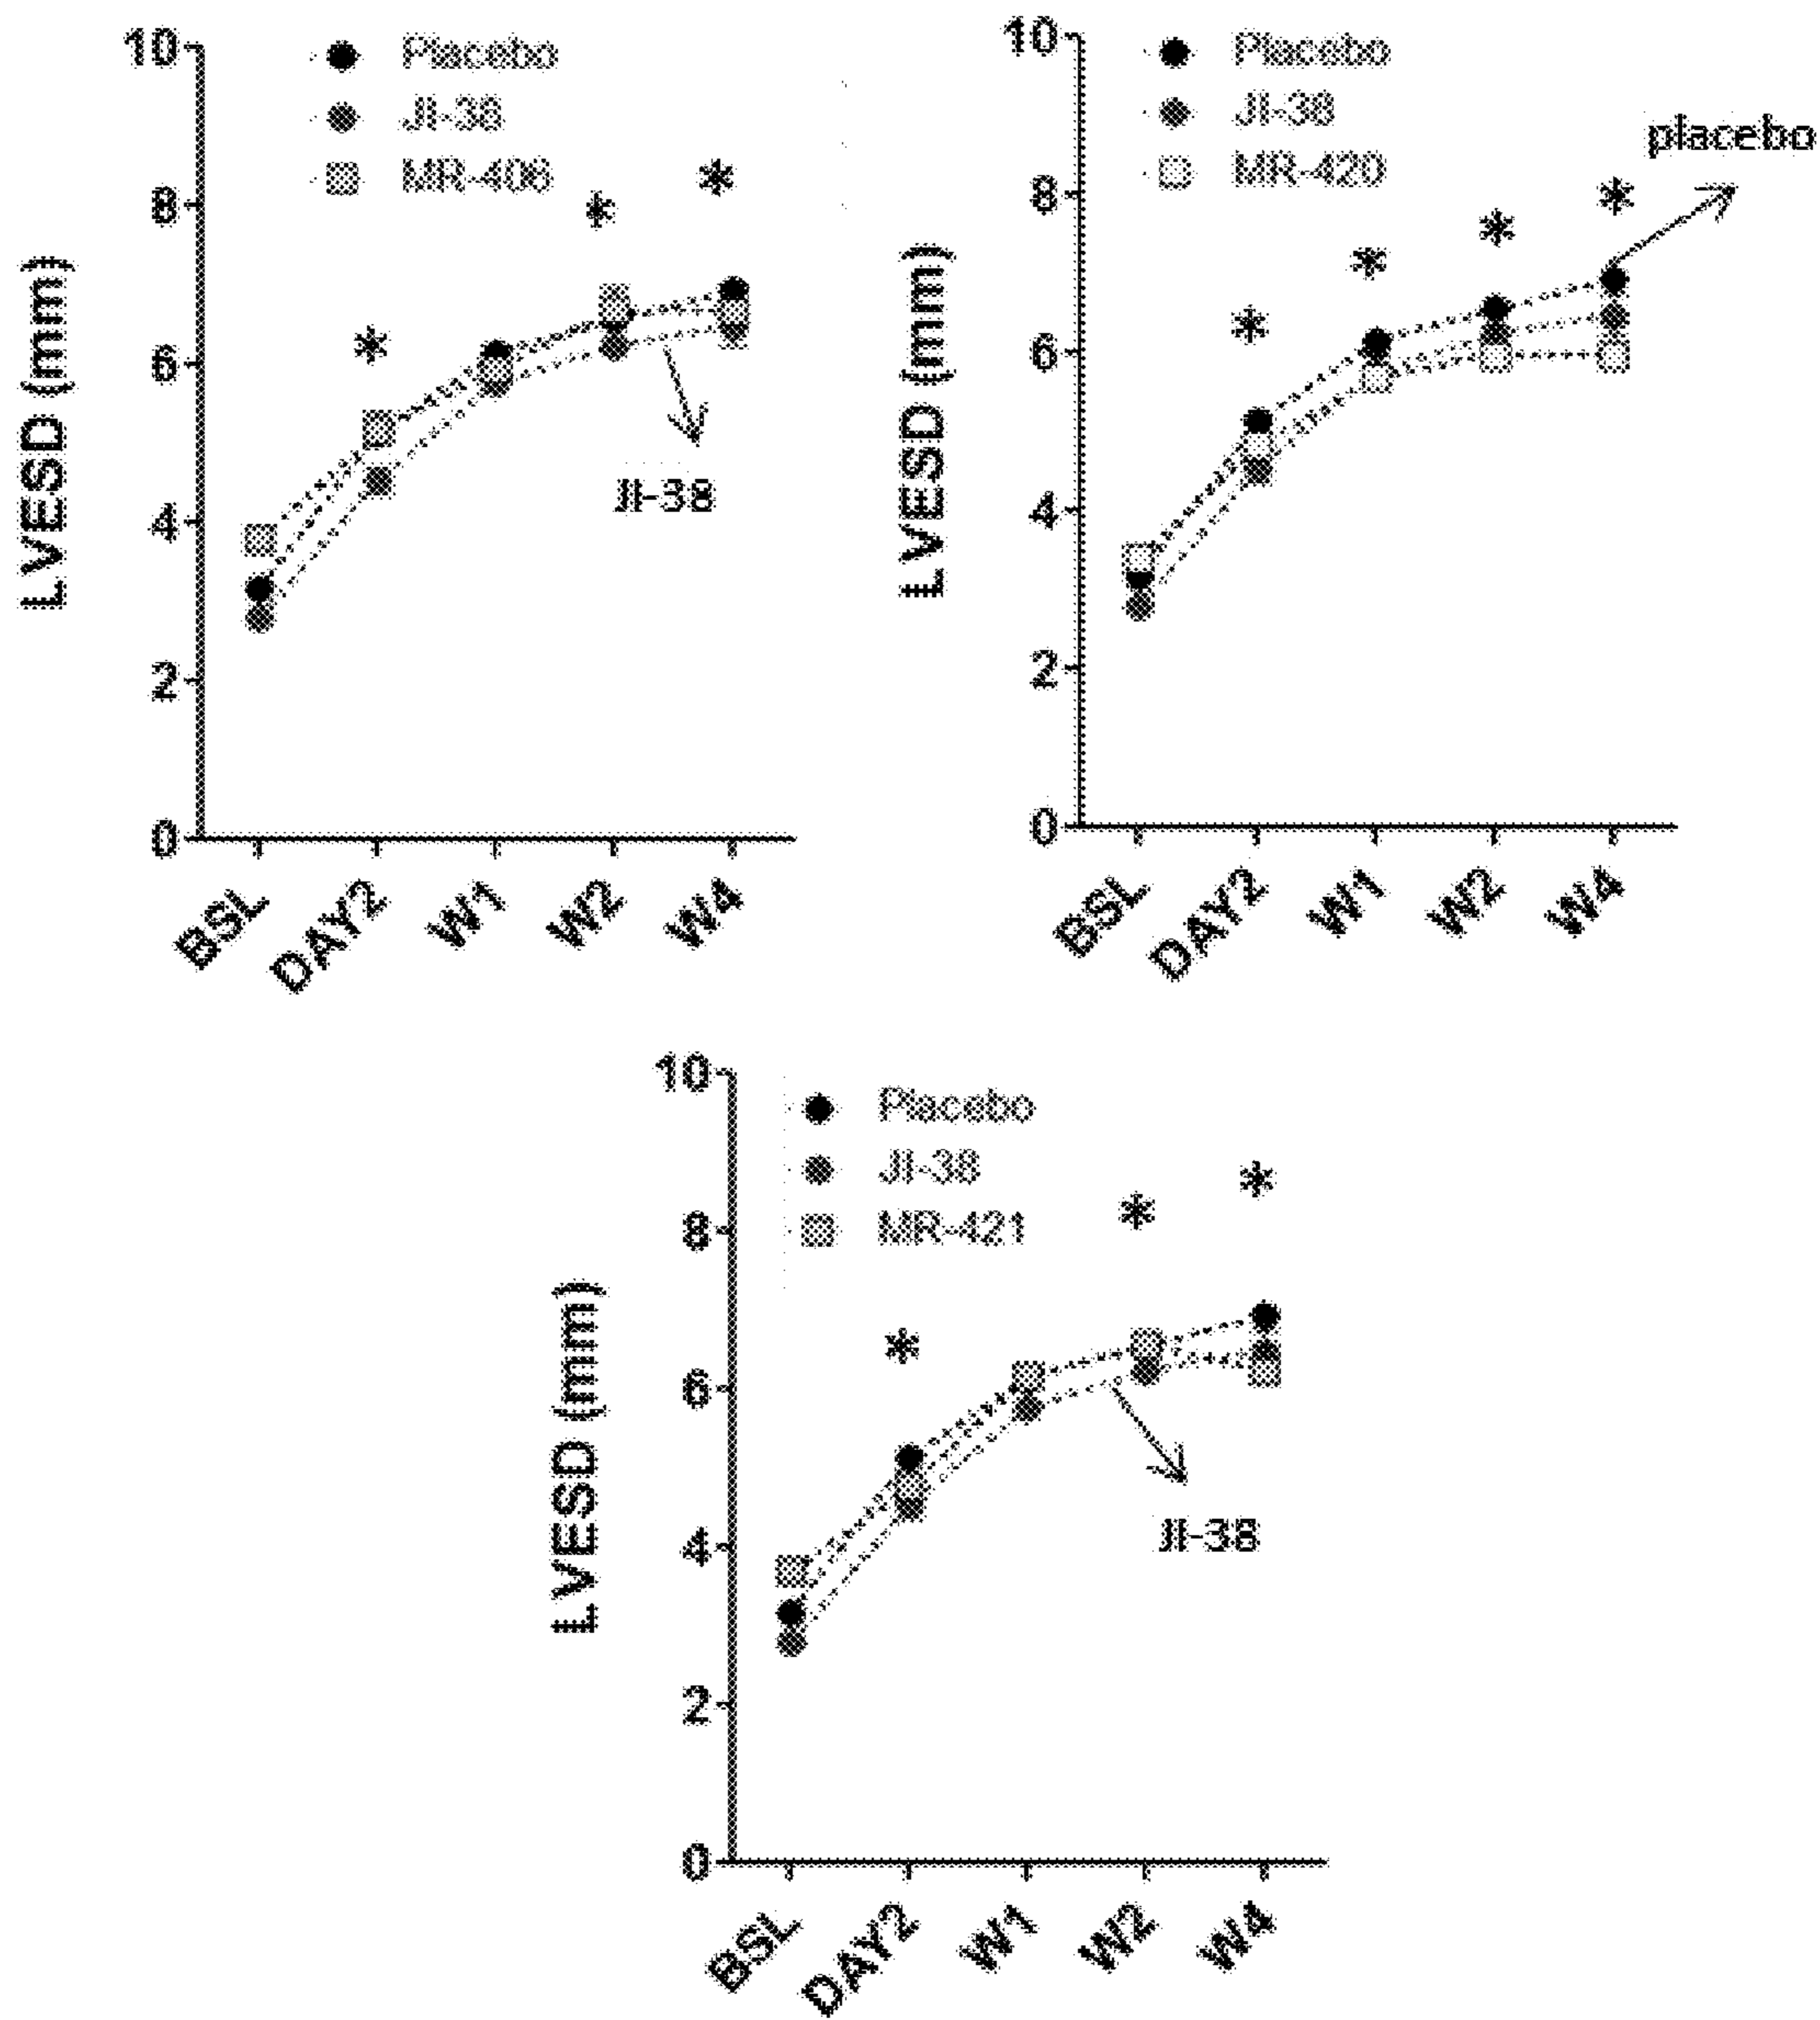 10
8
6
4
2
0
LVESD (mm)
Placebo
JI-38
MR-406
*
*
*
JI-38
BSL
DAY2
W1
W2
W4
10
8
6
4
2
0
LVESD (mm)
Placebo
JI-38
MR-420
placebo
*
*
*
*
BSL
DAY2
W1
W2
W4
10
8
6
4
2
0
LVESD (mm)
Placebo
JI-38
MR-421
*
*
*
JI-38
BSL
DAY2
W1
W2
W4